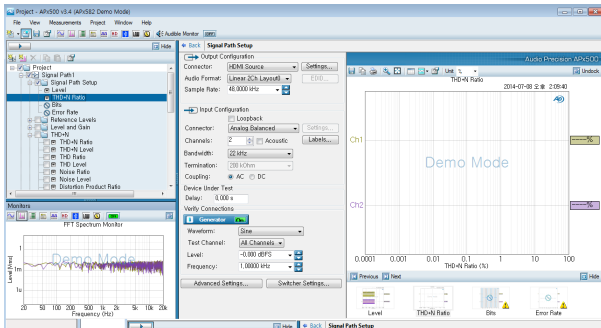 Project - APx500 v3.4 (APx582 Demo Mode)
File View Measurements Project Window Help
Audible Monitor
Hide
Back Signal Path Setup
Project
Signal Path1
Signal Path Setup
Level
THD+N Ratio
Bits
Error Rate
Reference Levels
Level and Gain
THD+N
THD+N Ratio
THD+N Level
THD Ratio
THD Level
Noise Ratio
Noise Level
Distortion Product Ratio
Monitors
FFT Spectrum Monitor
Demo Mode
Level (Vrms)
1
1m
1u
20 50 100 200 500 1k 2k 5k 10k 20k
Frequency (Hz)
Output Configuration
Connector: HDMI Source Settings...
Audio Format: Linear 2Ch Layout0 EDID...
Sample Rate: 48.0000 kHz
Input Configuration
Loopback
Connector: Analog Balanced Settings...
Channels: 2 Acoustic Labels...
Bandwidth: 22 kHz
Termination: 200 kOhm
Coupling: AC DC
Device Under Test
Delay: 0.000 s
Verify Connections
Generator On
Waveform: Sine
Test Channel: All Channels
Level: -0.000 dBFS
Frequency: 1.00000 kHz
Advanced Settings... Switcher Settings...
Audio Precision APx500
Unit % Undock
THD+N Ratio
2014-07-08 오후 2:09:40
Ch1
----%
Demo Mode
Ch2
----%
0.0001 0.001 0.01 0.1 1 10 100
THD+N Ratio (%)
Previous Next Hide
Level THD+N Ratio Bits Error Rate
Hide Back Signal Path Setup